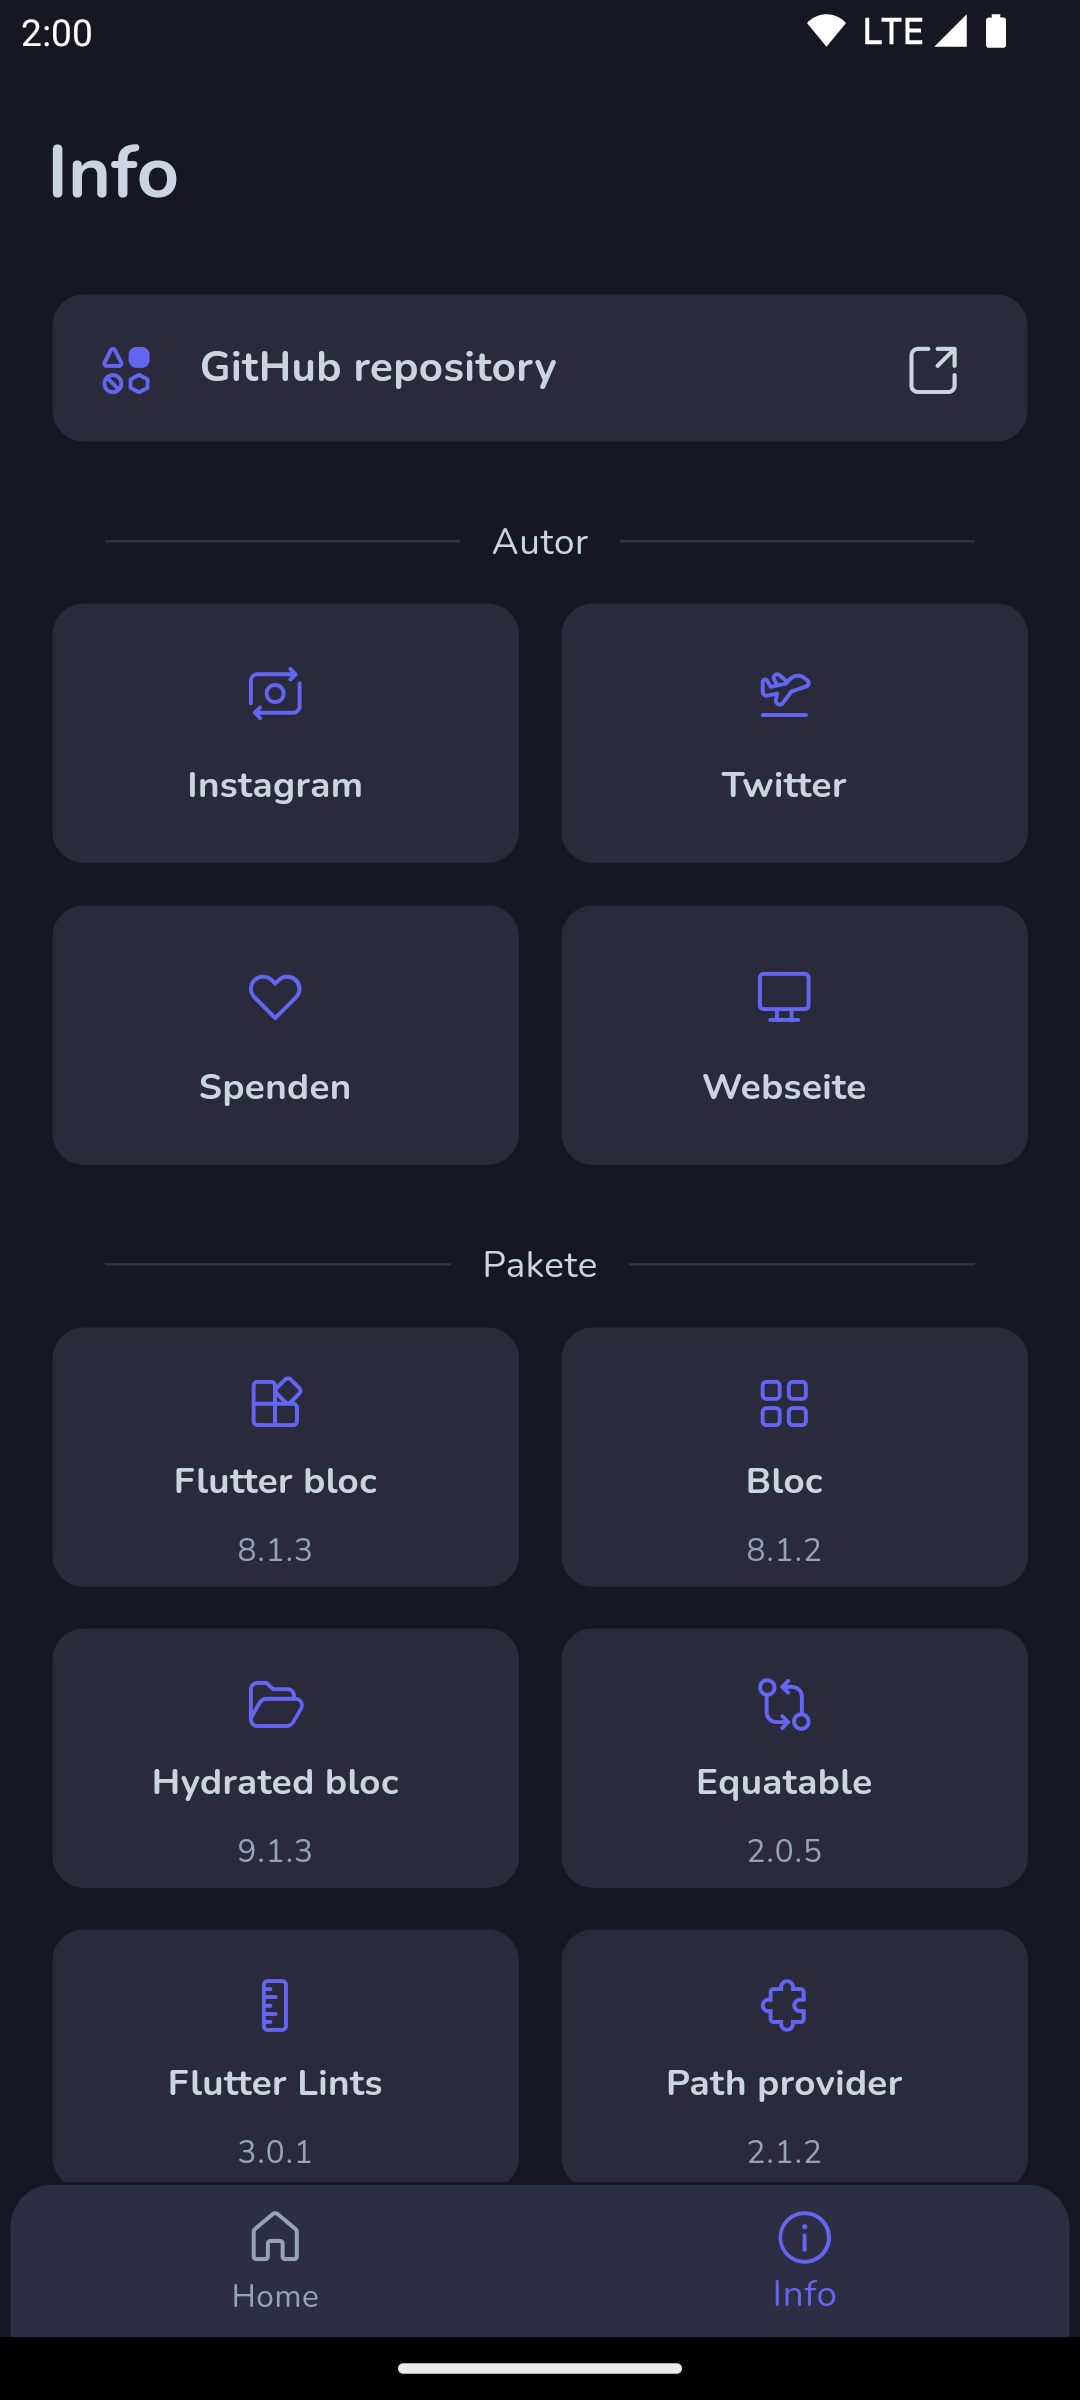 2:00
LTE
Info
GitHub repository
Autor
Instagram
Twitter
Spenden
Webseite
Pakete
Flutter bloc
8.1.3
Bloc
8.1.2
Hydrated bloc
9.1.3
Equatable
2.0.5
Flutter Lints
3.0.1
Path provider
2.1.2
Home
Info